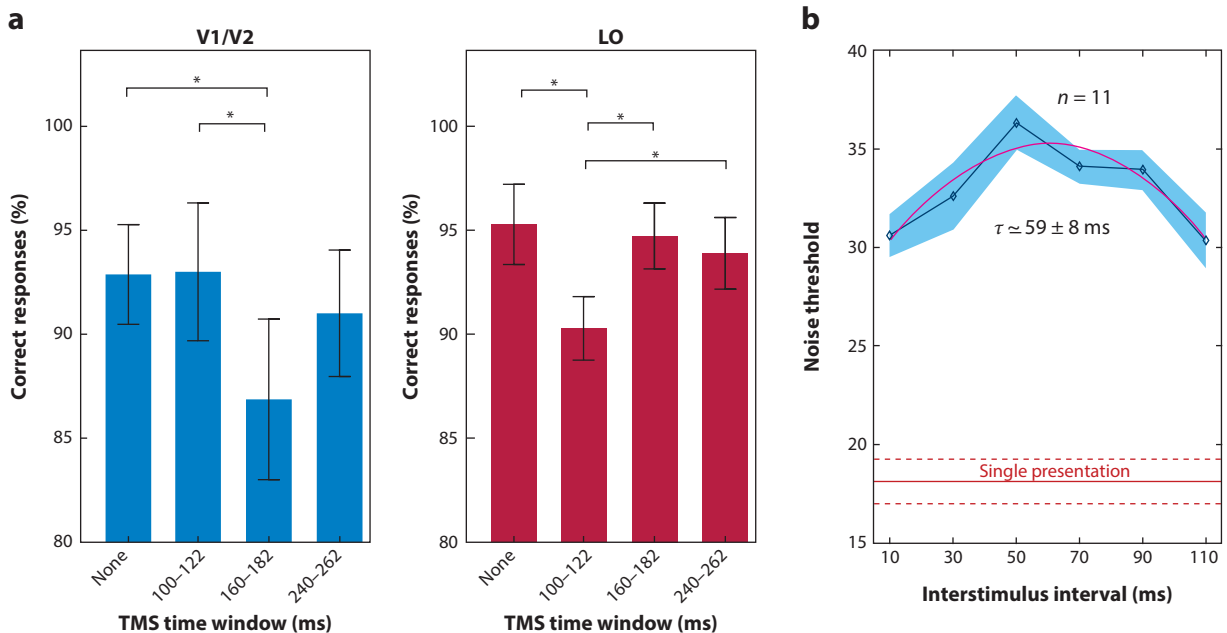 a
V1/V2
Correct responses (%)
100
95
90
85
80
*
*
None
100–122
160–182
240–262
TMS time window (ms)
LO
Correct responses (%)
100
95
90
85
80
*
*
*
None
100–122
160–182
240–262
TMS time window (ms)
b
Noise threshold
40
35
30
25
20
15
n = 11
τ ≃ 59 ± 8 ms
Single presentation
10 30 50 70 90 110
Interstimulus interval (ms)